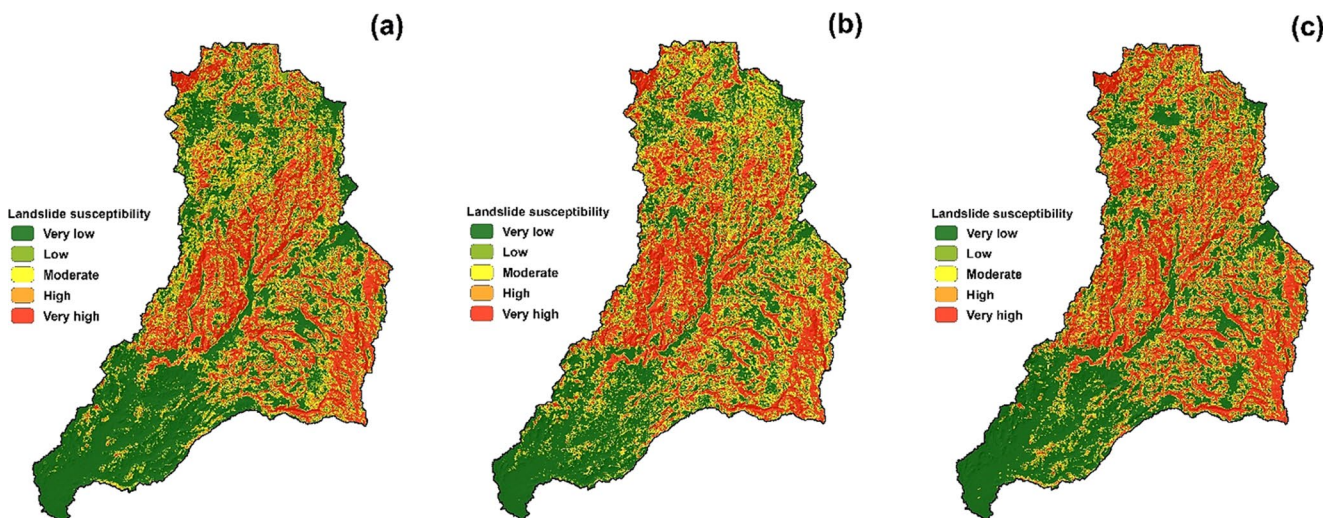 (a)
Landslide susceptibility
Very low
Low
Moderate
High
Very high
(b)
Landslide susceptibility
Very low
Low
Moderate
High
Very high
(c)
Landslide susceptibility
Very low
Low
Moderate
High
Very high